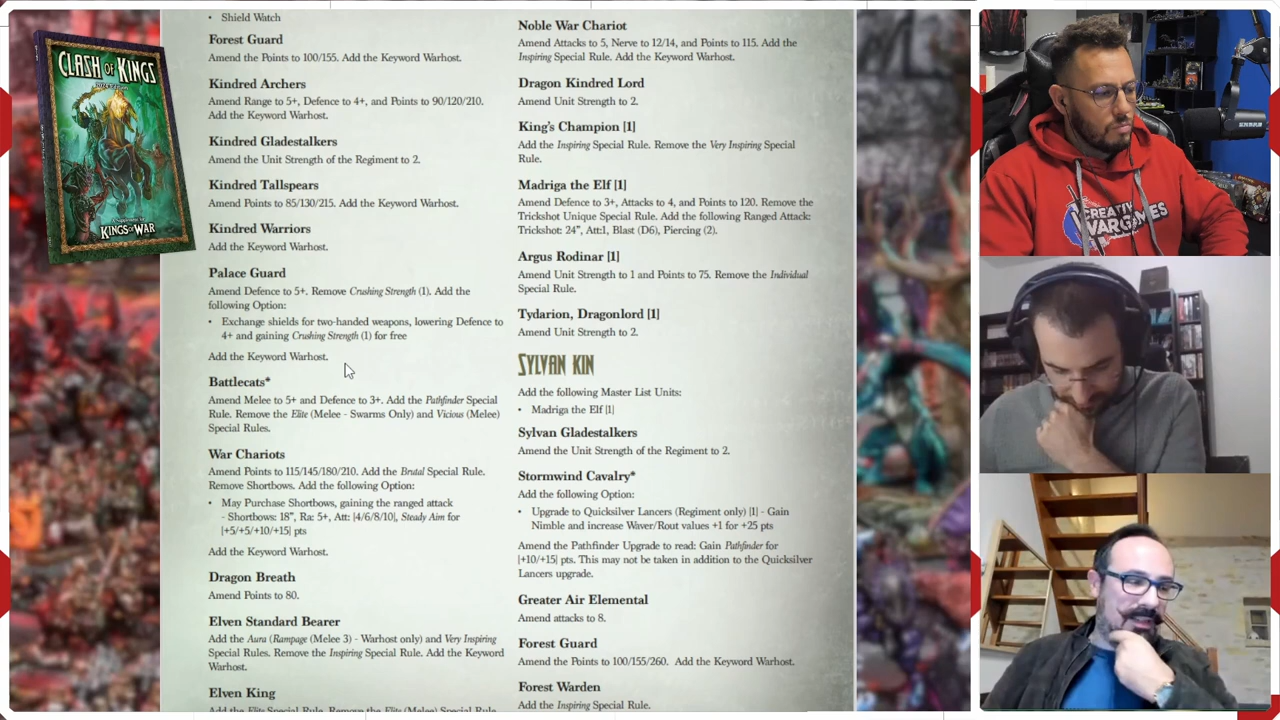 CLASH OF KINGS
2024 Edition
A Supplement for
KINGS OF WAR
• Shield Watch
Forest Guard
Amend the Points to 100/155. Add the Keyword Warhost.
Kindred Archers
Amend Range to 5+, Defence to 4+, and Points to 90/120/210.
Add the Keyword Warhost.
Kindred Gladestalkers
Amend the Unit Strength of the Regiment to 2.
Kindred Tallspears
Amend Points to 85/130/215. Add the Keyword Warhost.
Kindred Warriors
Add the Keyword Warhost.
Palace Guard
Amend Defence to 5+. Remove Crushing Strength (1). Add the
following Option:
• Exchange shields for two-handed weapons, lowering Defence to
4+ and gaining Crushing Strength (1) for free
Add the Keyword Warhost.
Battlecats*
Amend Melee to 5+ and Defence to 3+. Add the Pathfinder Special
Rule. Remove the Elite (Melee - Swarms Only) and Vicious (Melee)
Special Rules.
War Chariots
Amend Points to 115/145/180/210. Add the Brutal Special Rule.
Remove Shortbows. Add the following Option:
• May Purchase Shortbows, gaining the ranged attack
- Shortbows: 18", Ra: 5+, Att: [4/6/8/10], Steady Aim for
[+5/+5/+10/+15] pts
Add the Keyword Warhost.
Dragon Breath
Amend Points to 80.
Elven Standard Bearer
Add the Aura (Rampage (Melee 3) - Warhost only) and Very Inspiring
Special Rules. Remove the Inspiring Special Rule. Add the Keyword
Warhost.
Elven King
Add the Elite Special Rule. Remove the Elite (Melee) Special Rule.
Noble War Chariot
Amend Attacks to 5, Nerve to 12/14, and Points to 115. Add the
Inspiring Special Rule. Add the Keyword Warhost.
Dragon Kindred Lord
Amend Unit Strength to 2.
King's Champion [1]
Add the Inspiring Special Rule. Remove the Very Inspiring Special
Rule.
Madriga the Elf [1]
Amend Defence to 3+, Attacks to 4, and Points to 120. Remove the
Trickshot Unique Special Rule. Add the following Ranged Attack:
Trickshot: 24", Att:1, Blast (D6), Piercing (2).
Argus Rodinar [1]
Amend Unit Strength to 1 and Points to 75. Remove the Individual
Special Rule.
Tydarion, Dragonlord [1]
Amend Unit Strength to 2.
SYLVAN KIN
Add the following Master List Units:
• Madriga the Elf [1]
Sylvan Gladestalkers
Amend the Unit Strength of the Regiment to 2.
Stormwind Cavalry*
Add the following Option:
• Upgrade to Quicksilver Lancers (Regiment only) [1] - Gain
Nimble and increase Waver/Rout values +1 for +25 pts
Amend the Pathfinder Upgrade to read: Gain Pathfinder for
[+10/+15] pts. This may not be taken in addition to the Quicksilver
Lancers upgrade.
Greater Air Elemental
Amend attacks to 8.
Forest Guard
Amend the Points to 100/155/260. Add the Keyword Warhost.
Forest Warden
Add the Inspiring Special Rule.
CREATIVE
WARGAMES